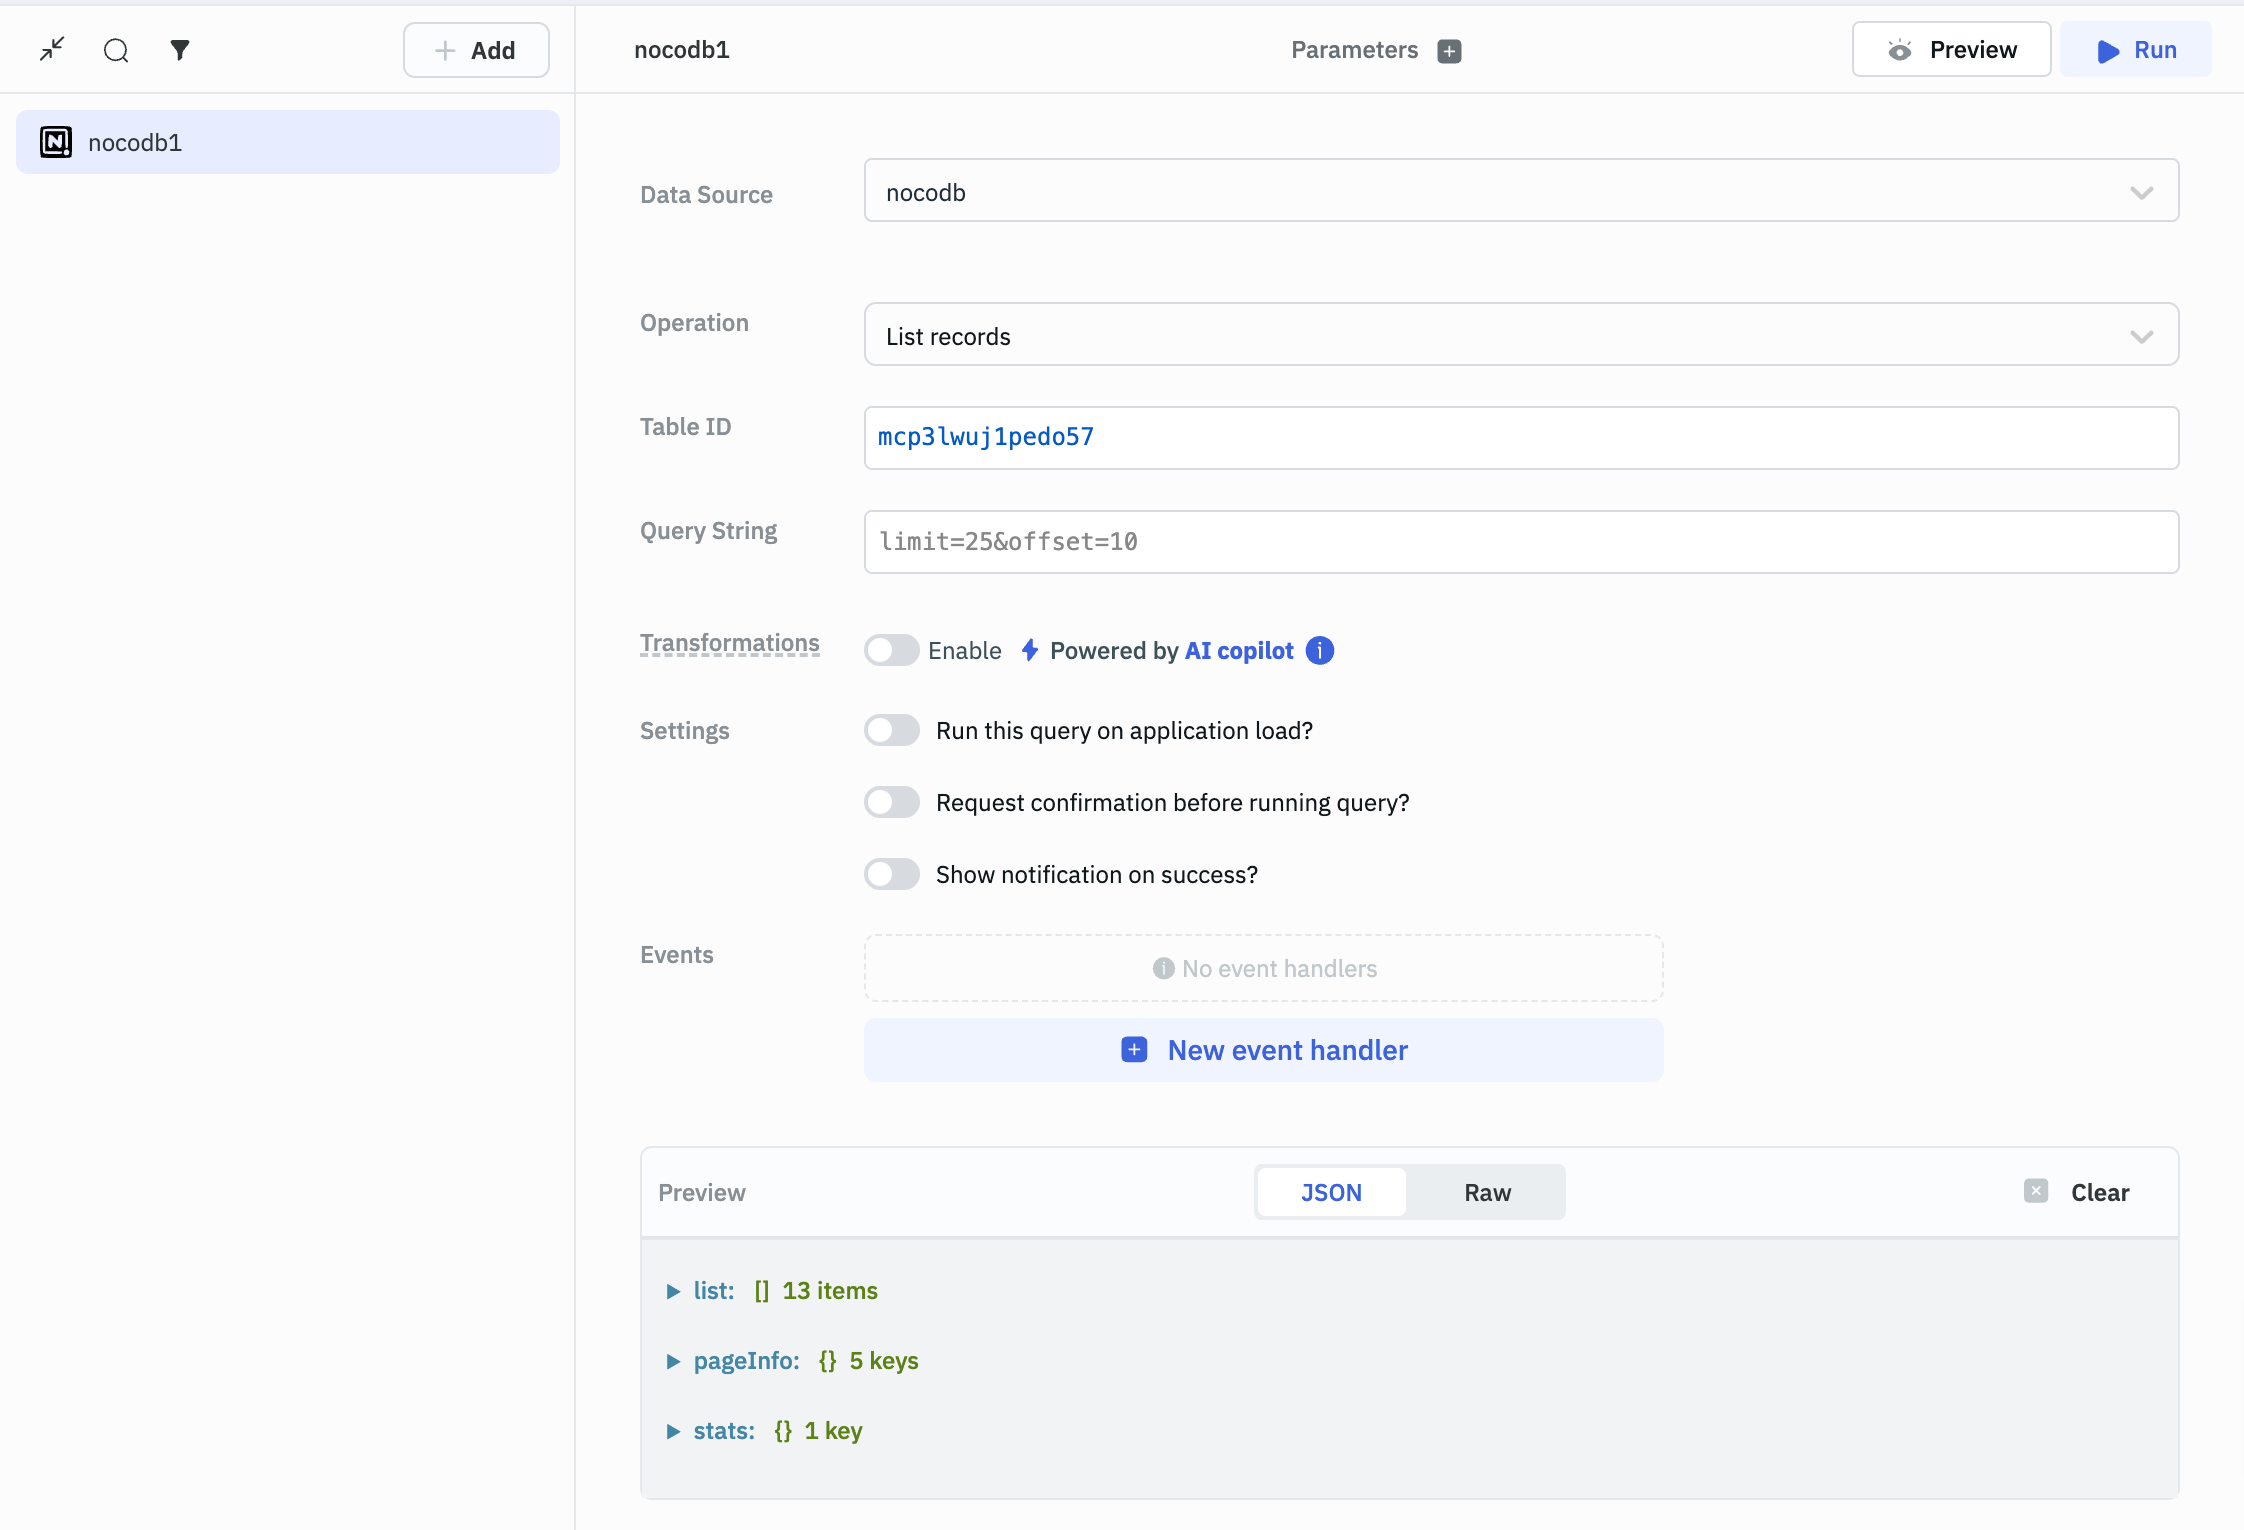 Add
nocodb1
Parameters
Preview
Run
nocodb1
Data Source
nocodb
Operation
List records
Table ID
mcp3lwuj1pedo57
Query String
limit=25&offset=10
Transformations
Enable
Powered by AI copilot
Settings
Run this query on application load?
Request confirmation before running query?
Show notification on success?
Events
No event handlers
New event handler
Preview
JSON
Raw
Clear
list: [] 13 items
pageInfo: {} 5 keys
stats: {} 1 key